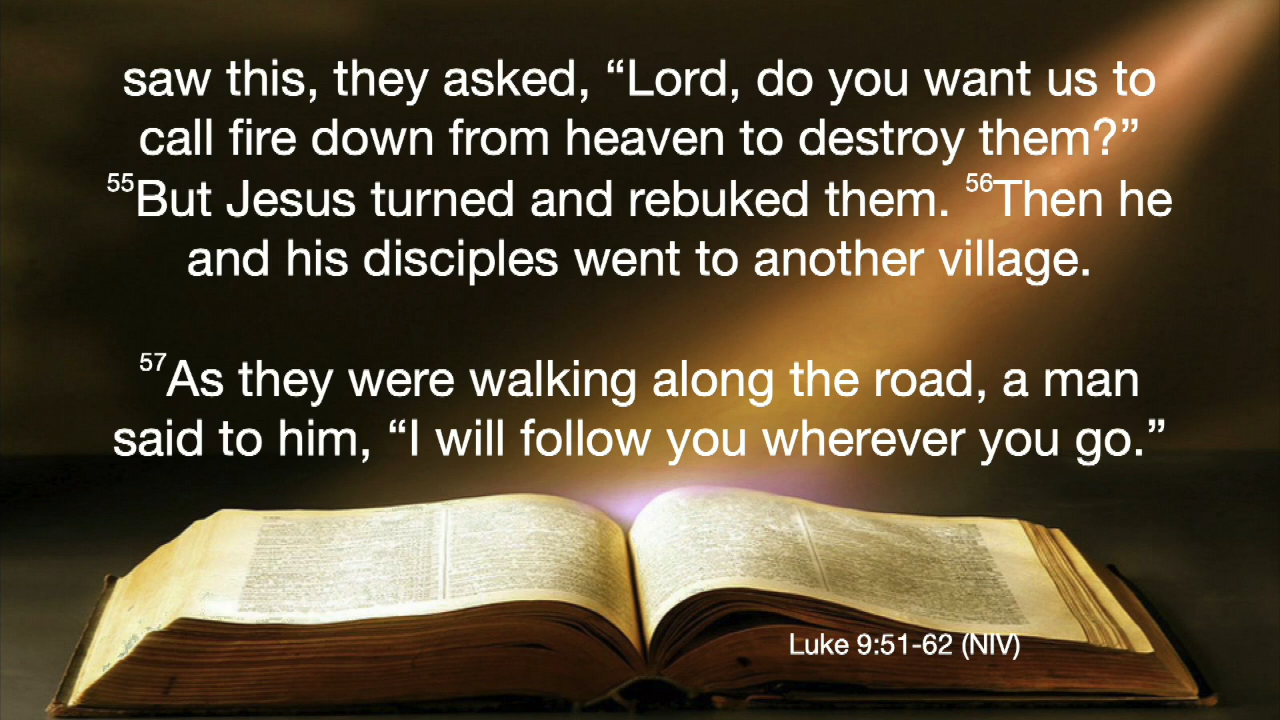 saw this, they asked, “Lord, do you want us to
call fire down from heaven to destroy them?”
55But Jesus turned and rebuked them. 56Then he
and his disciples went to another village.
57As they were walking along the road, a man
said to him, “I will follow you wherever you go.”
Luke 9:51-62 (NIV)